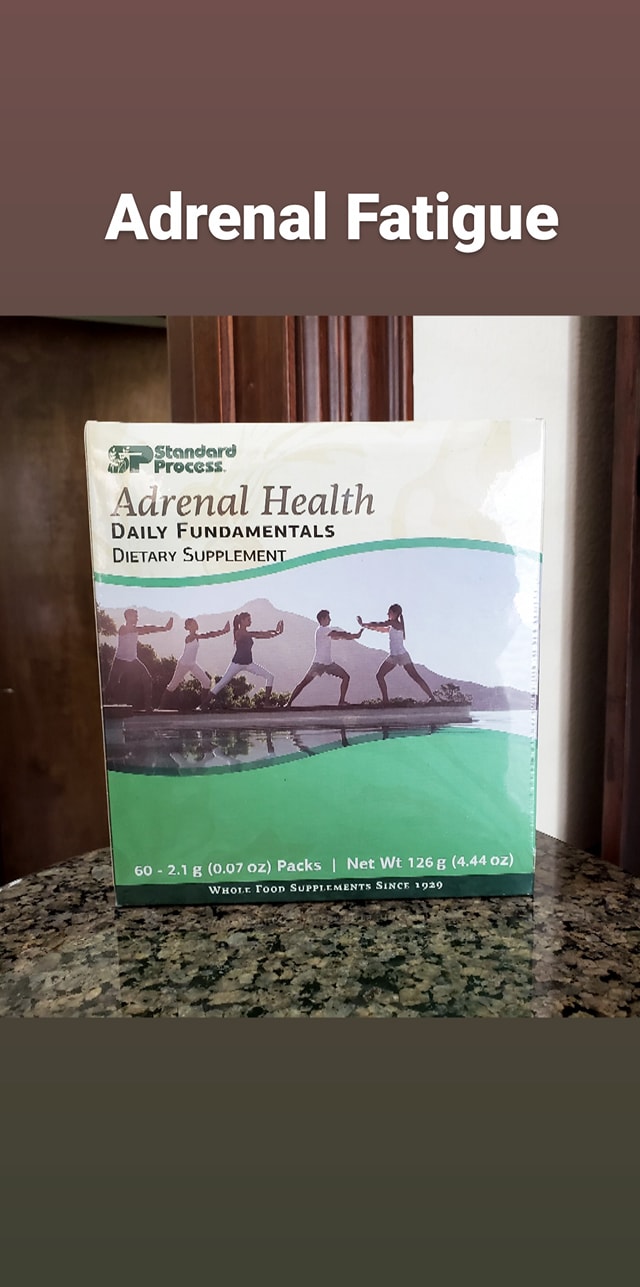 Adrenal Fatigue
Standard
Process.
Adrenal Health
Daily Fundamentals
Dietary Supplement
60 - 2.1 g (0.07 oz) Packs | Net Wt 126 g (4.44 oz)
Whole Food Supplements Since 1929